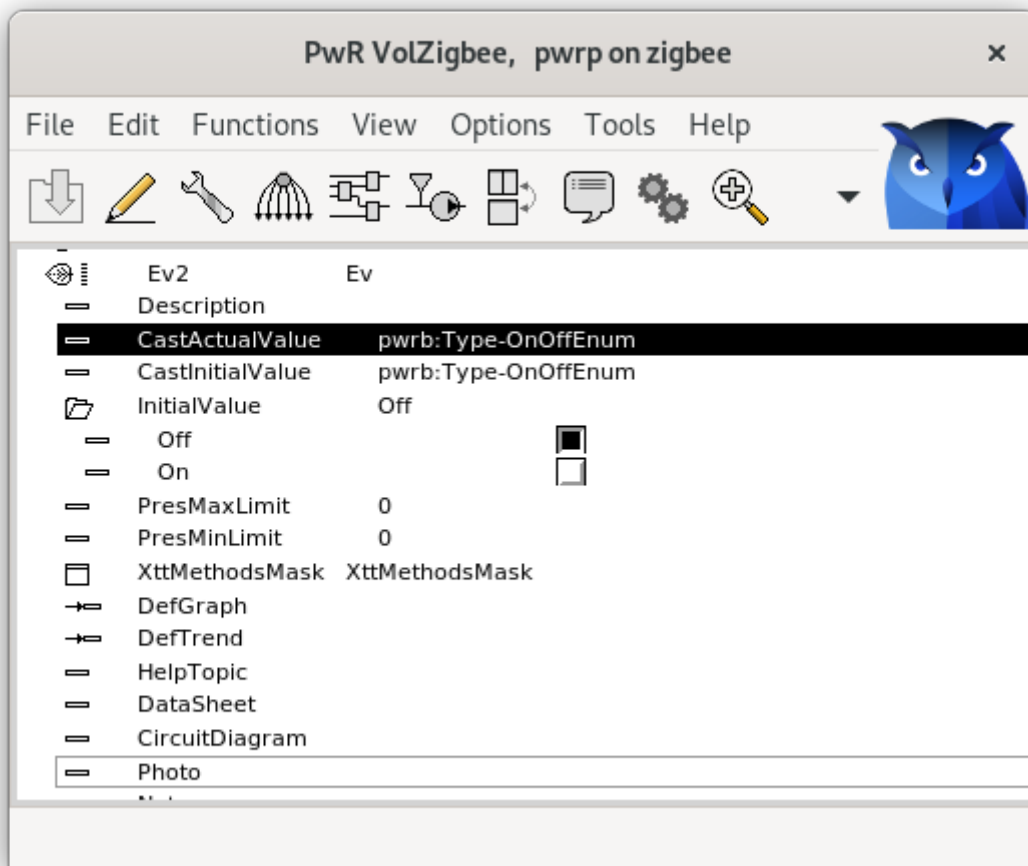 PwR VolZigbee, pwrp on zigbee
File Edit Functions View Options Tools Help
Ev2 Ev
Description
CastActualValue pwrb:Type-OnOffEnum
CastInitialValue pwrb:Type-OnOffEnum
InitialValue Off
Off
On
PresMaxLimit 0
PresMinLimit 0
XttMethodsMask XttMethodsMask
DefGraph
DefTrend
HelpTopic
DataSheet
CircuitDiagram
Photo